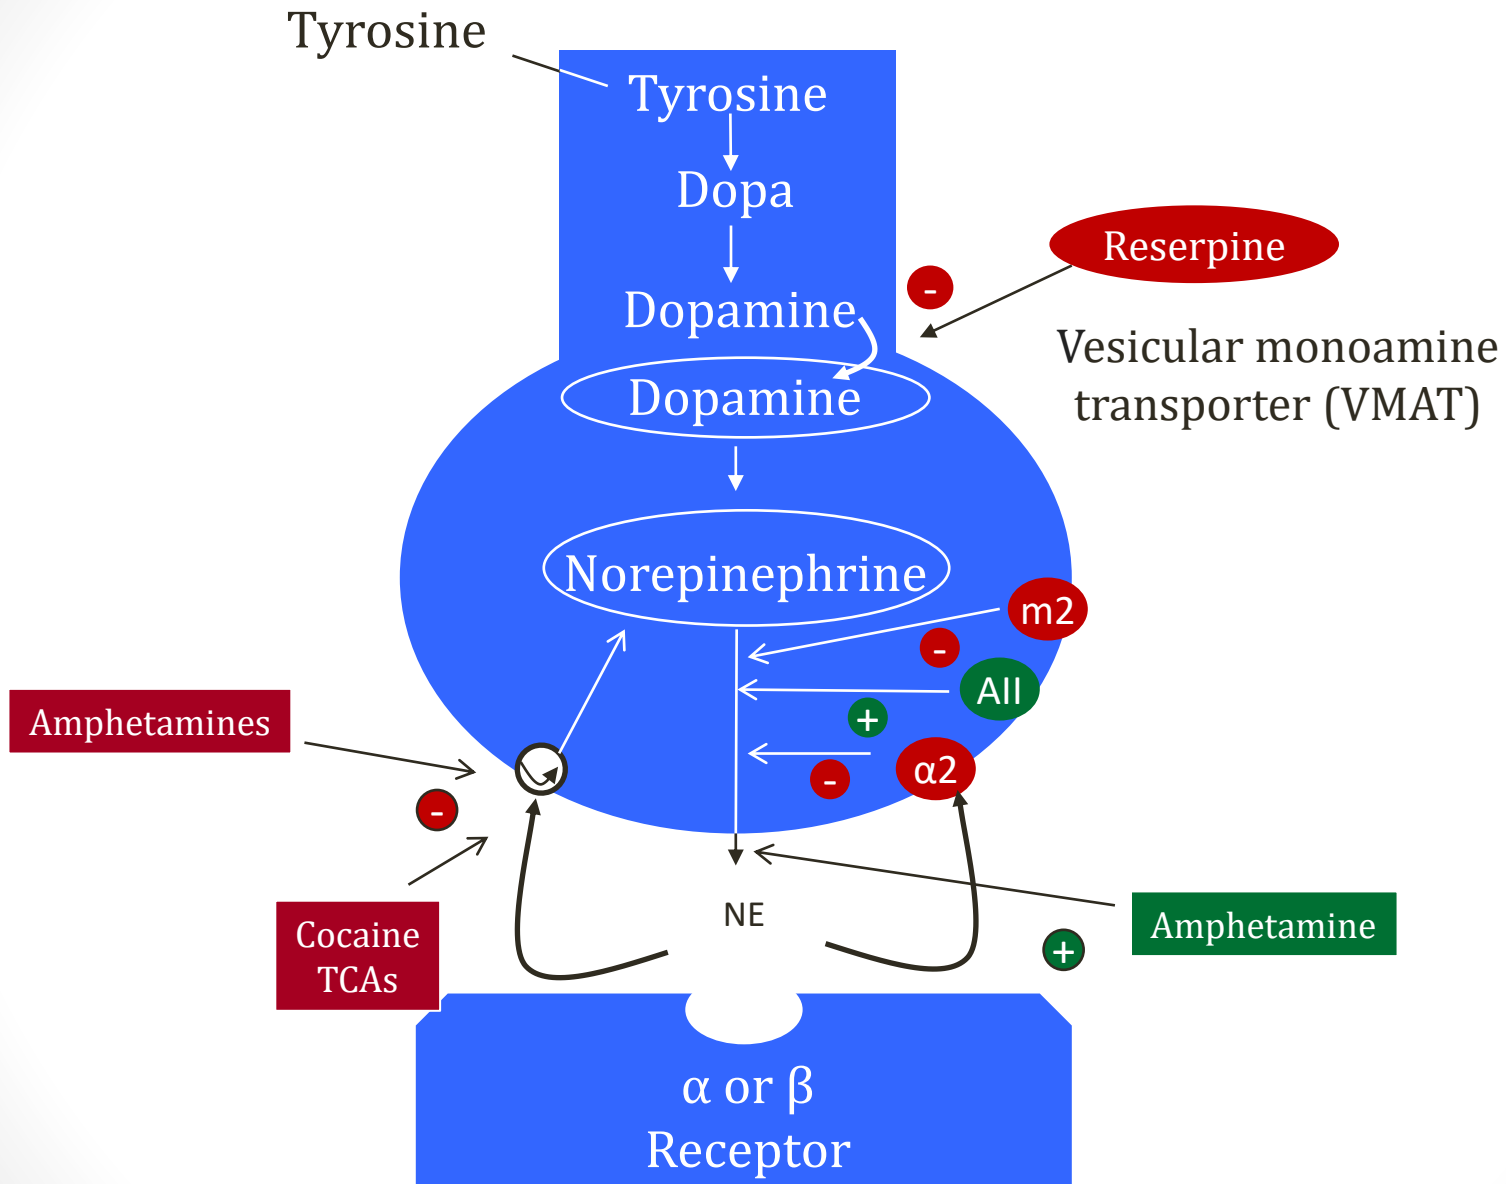 Tyrosine
Tyrosine
Dopa
Reserpine
-
Dopamine
Vesicular monoamine
transporter (VMAT)
Dopamine
Norepinephrine
m2
-
AII
+
Amphetamines
α2
-
-
Cocaine
TCAs
NE
Amphetamine
+
α or β
Receptor